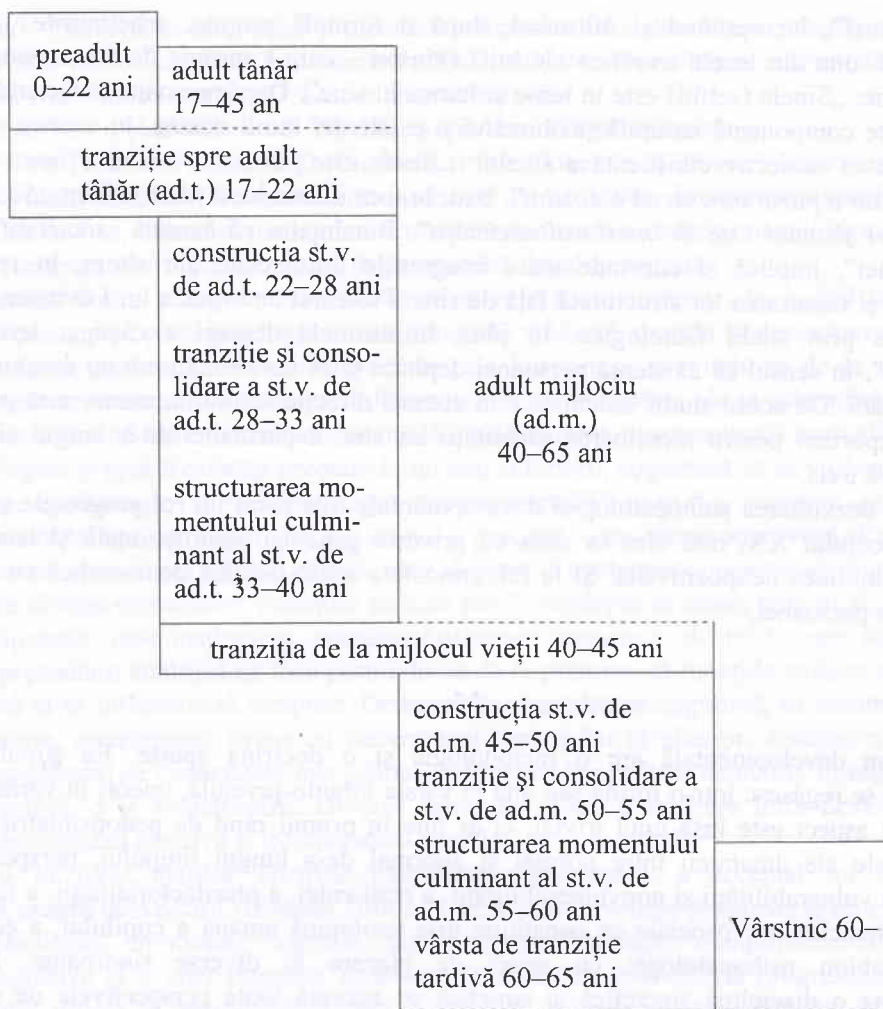 preadult
0–22 ani
adult tânăr
17–45 an
tranziție spre adult
tânăr (ad.t.) 17–22 ani
construcția st.v.
de ad.t. 22–28 ani
tranziție și conso-
lidare a st.v. de
ad.t. 28–33 ani
adult mijlociu
(ad.m.)
40–65 ani
structurarea mo-
mentului culmi-
nant al st.v. de
ad.t. 33–40 ani
tranziția de la mijlocul vieții 40–45 ani
construcția st.v. de
ad.m. 45–50 ani
tranziție și consolidare a
st.v. de ad.m. 50–55 ani
structurarea momentului
culminant al st.v. de
ad.m. 55–60 ani
vârsta de tranziție
tardivă 60–65 ani
Vârstnic 60–